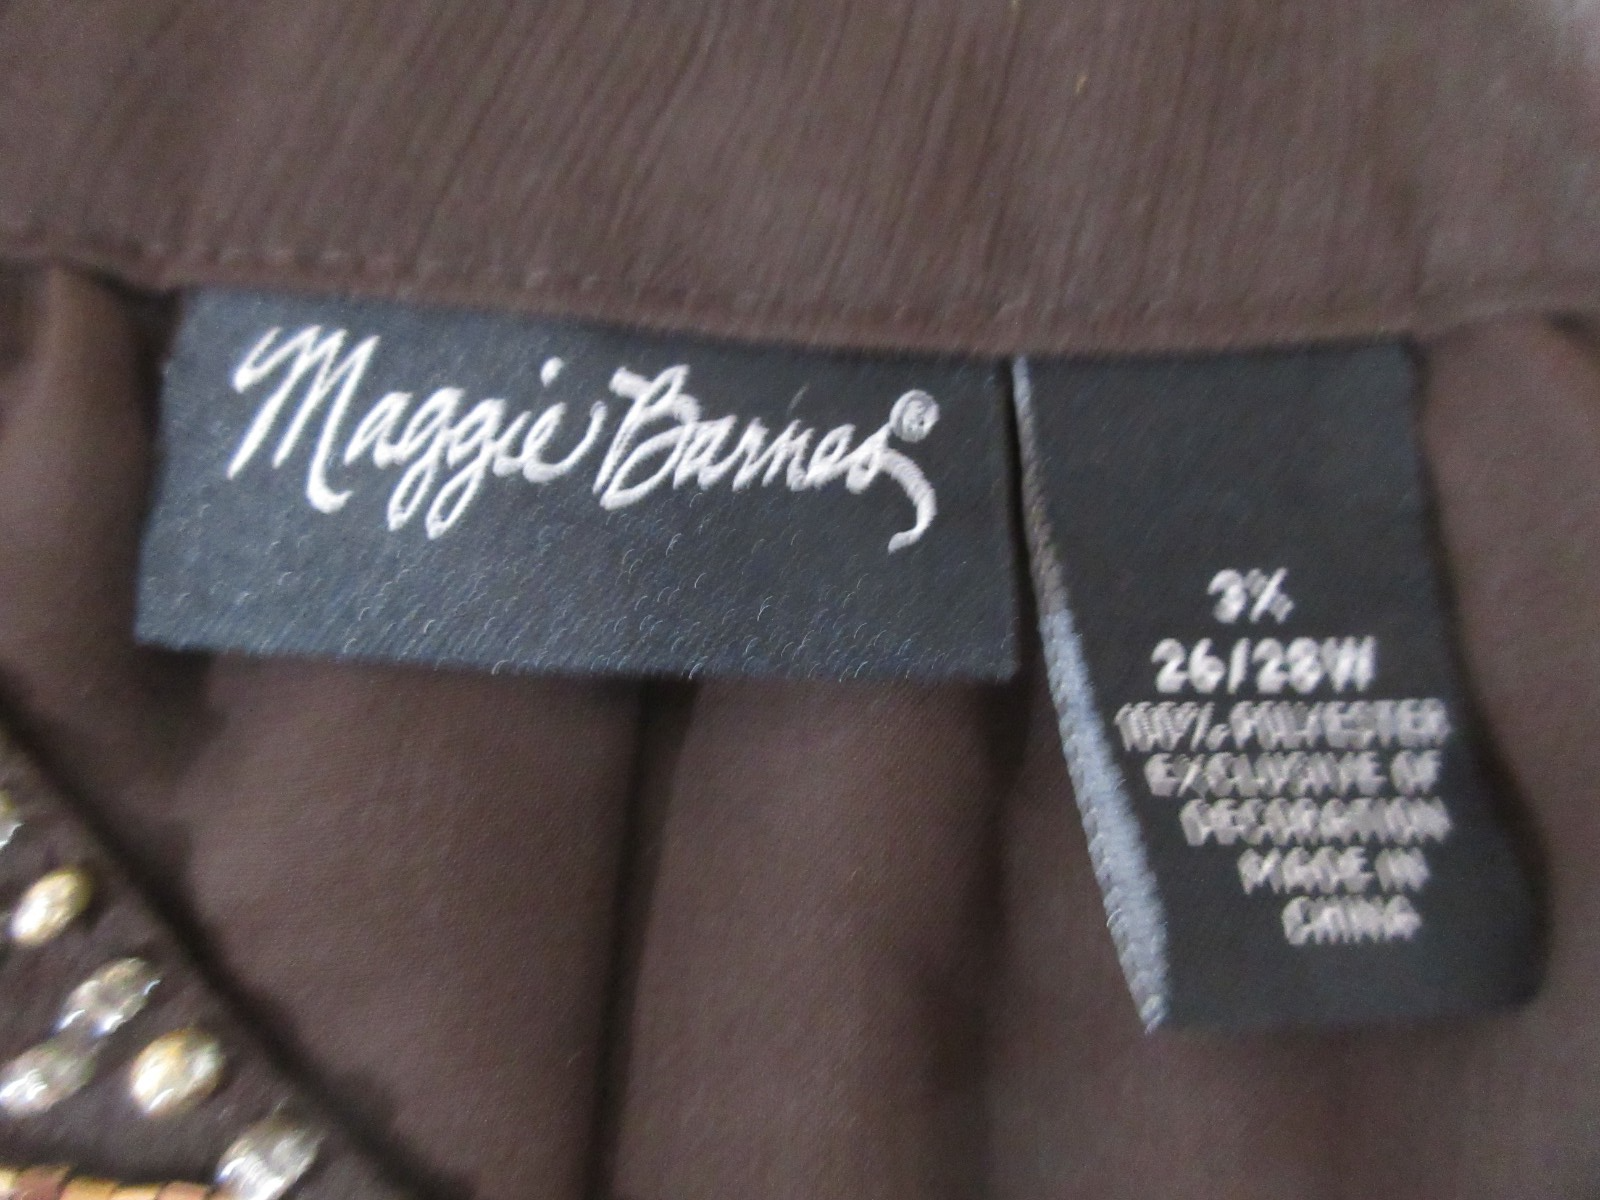 Maggie Barnes®
3X
26/28W
100% POLYESTER
EXCLUSIVE OF
DECORATION
MADE IN
CHINA